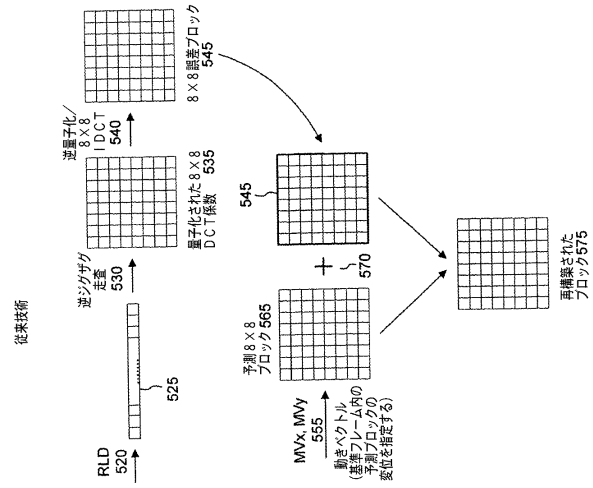 従来技術
RLD
520
525
逆ジグザグ
走査
530
量子化された8×8
DCT係数 535
逆量子化/
8×8
IDCT
540
8×8誤差ブロック
545
MVx, MVy
555
動きベクトル
(基準フレーム内の
予測ブロックの
変位を指定する)
予測8×8
ブロック 565
+
570
545
再構築された
ブロック575